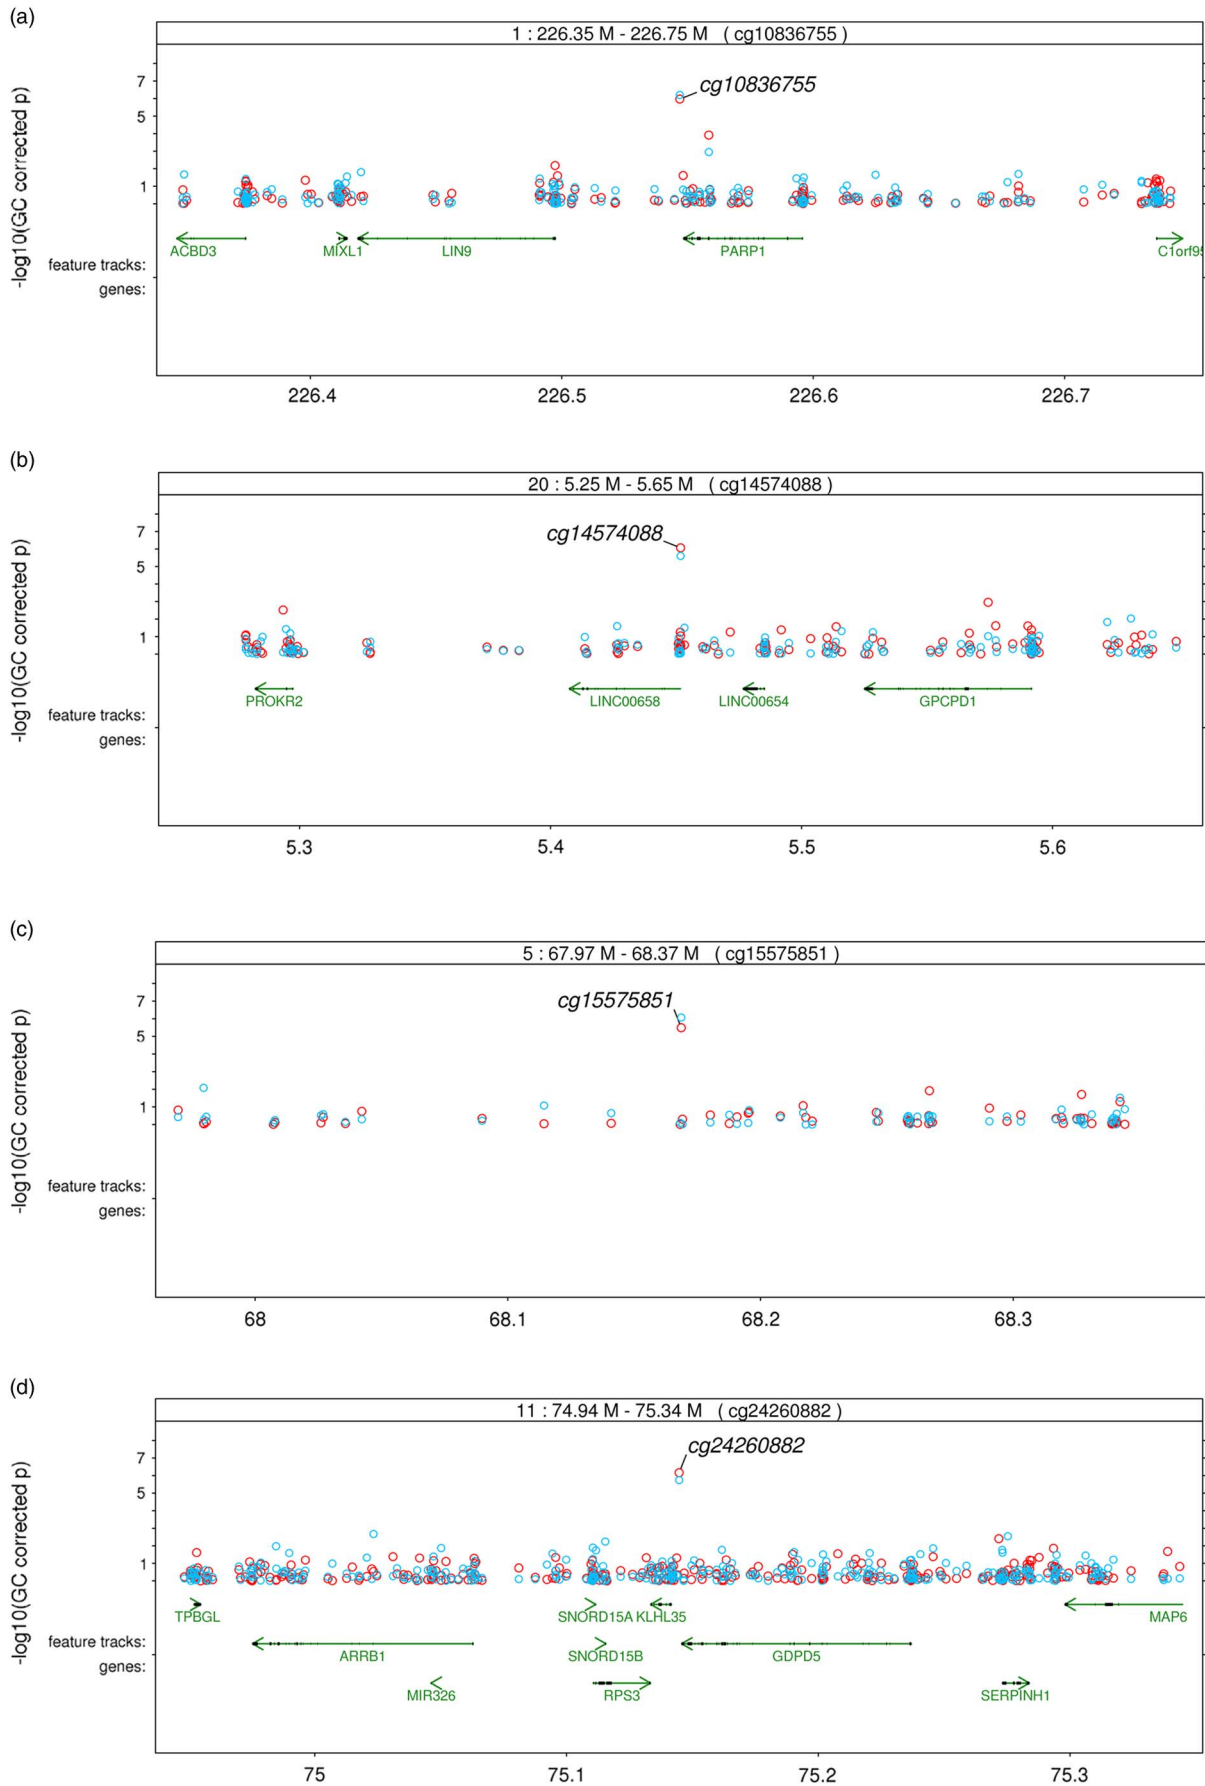 (a)
1 : 226.35 M - 226.75 M ( cg10836755 )
-log10(GC corrected p)
7
5
1
cg10836755
ACBD3 MIXL1 LIN9 PARP1 C1orf95
feature tracks:
genes:
226.4 226.5 226.6 226.7
(b)
20 : 5.25 M - 5.65 M ( cg14574088 )
-log10(GC corrected p)
7
5
1
cg14574088
PROKR2 LINC00658 LINC00654 GPCPD1
feature tracks:
genes:
5.3 5.4 5.5 5.6
(c)
5 : 67.97 M - 68.37 M ( cg15575851 )
-log10(GC corrected p)
7
5
1
cg15575851
feature tracks:
genes:
68 68.1 68.2 68.3
(d)
11 : 74.94 M - 75.34 M ( cg24260882 )
-log10(GC corrected p)
7
5
1
cg24260882
TPBGL SNORD15A KLHL35 MAP6
feature tracks:
genes:
ARRB1 SNORD15B GDPD5
MIR326 RPS3 SERPINH1
75 75.1 75.2 75.3